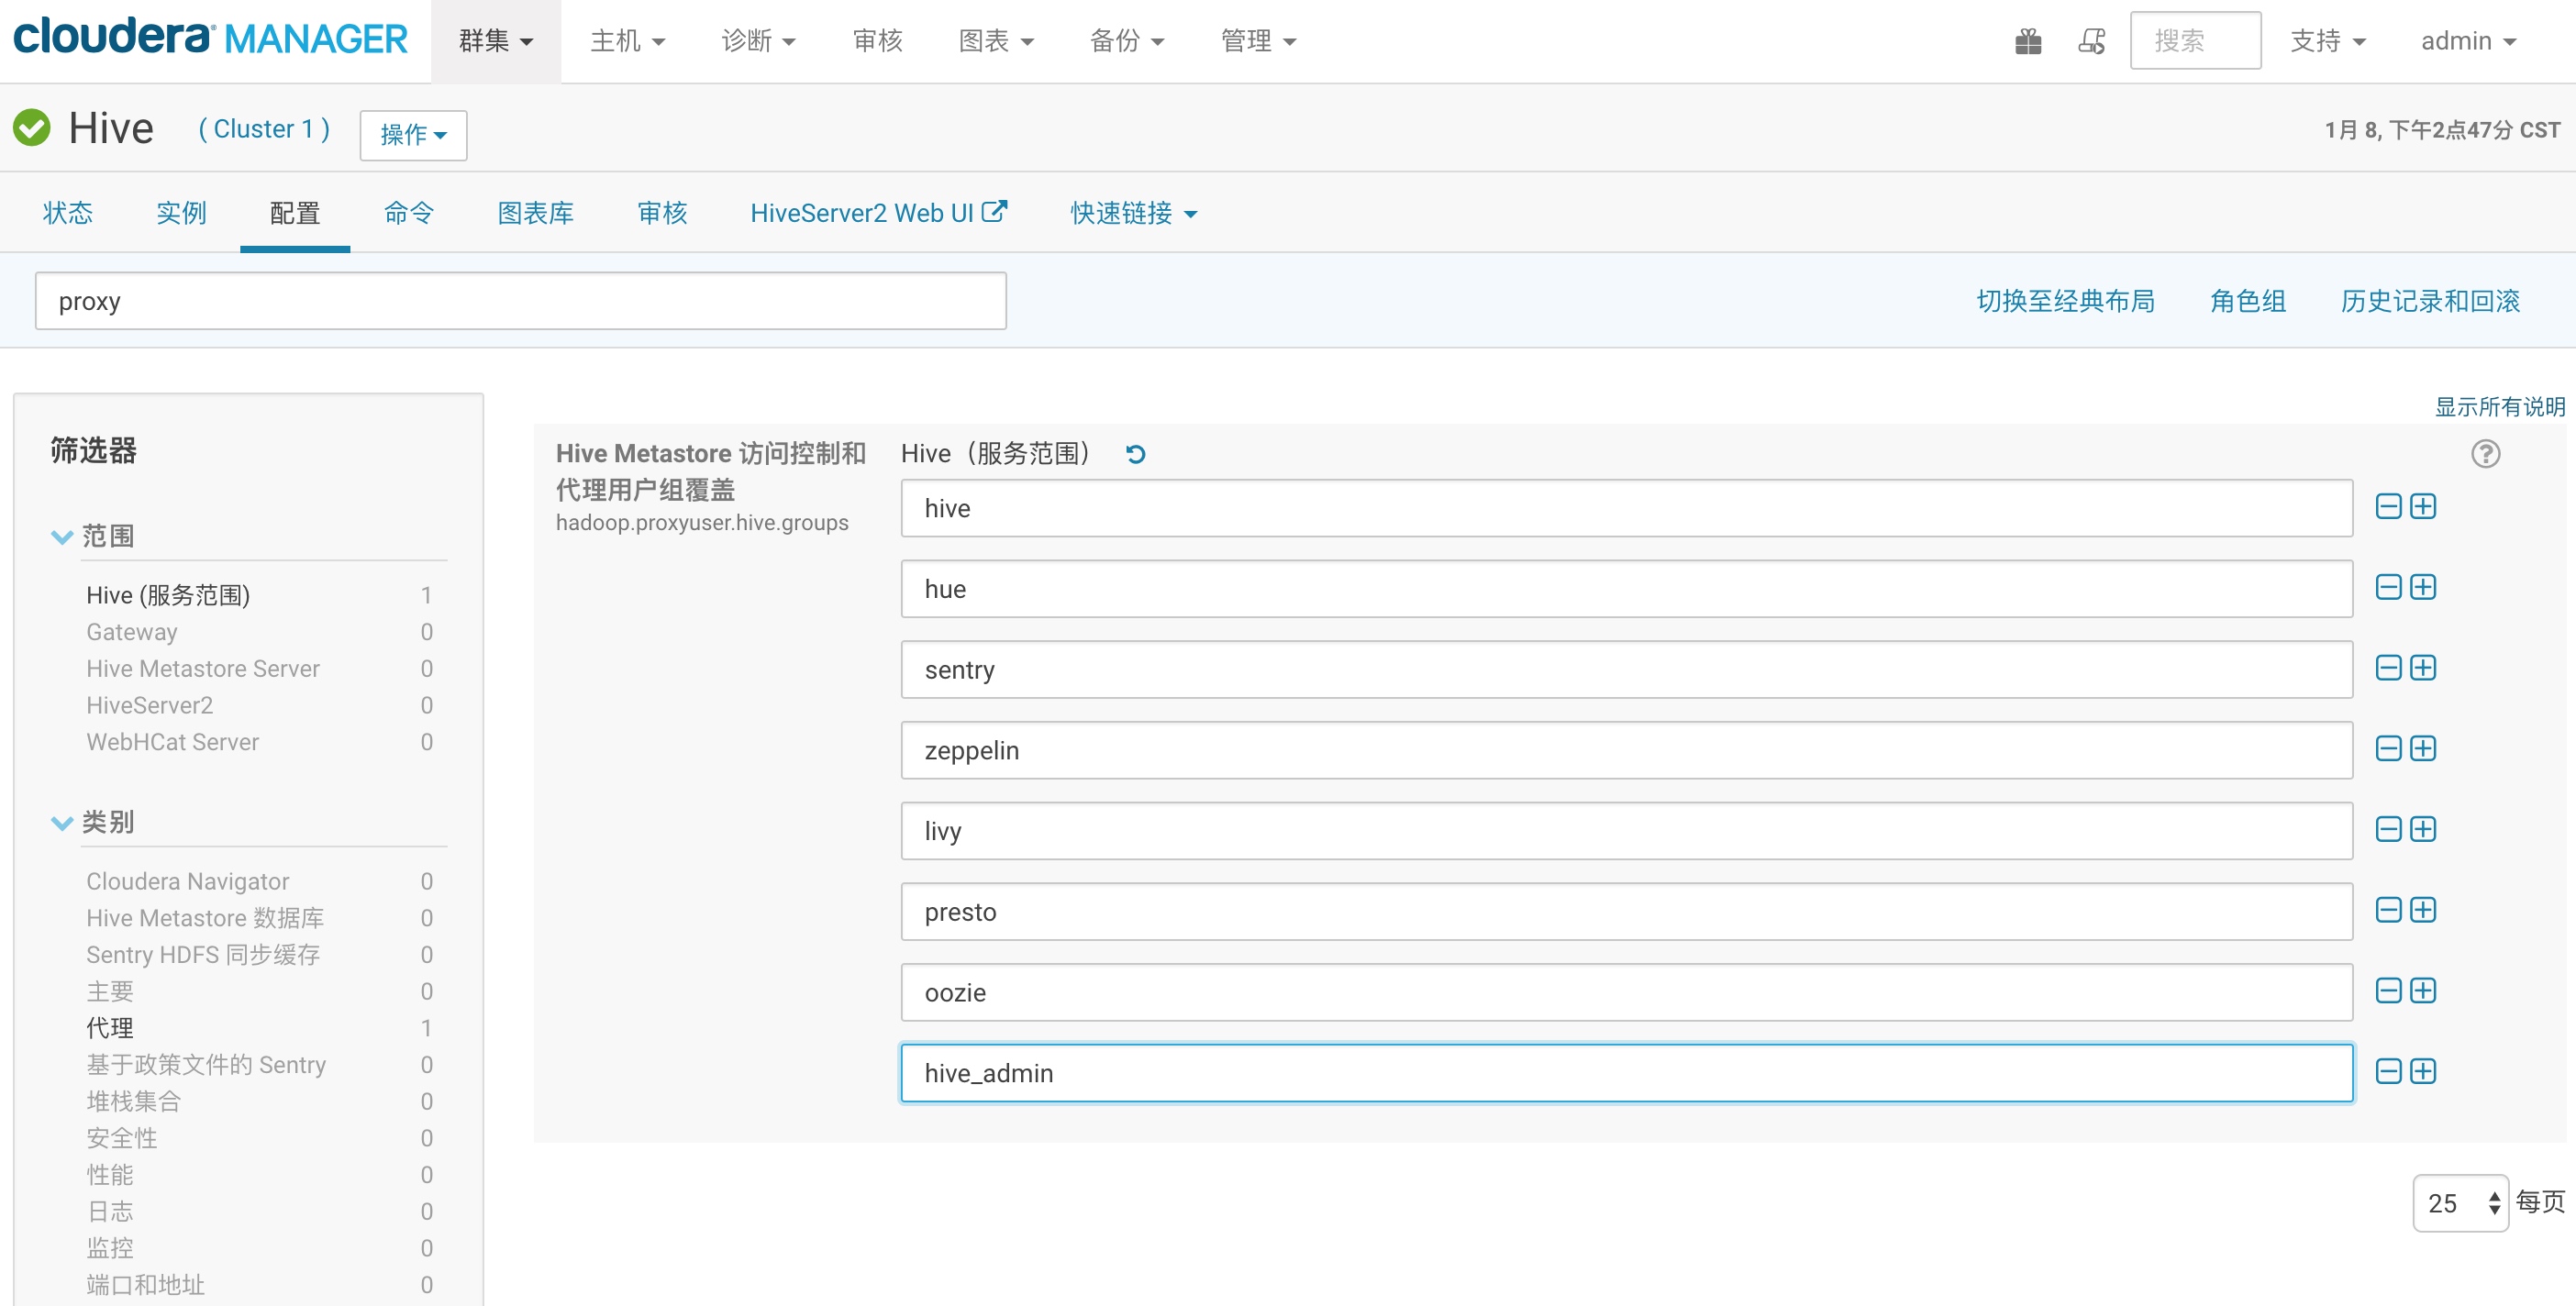 cloudera MANAGER 群集 主机 诊断 审核 图表 备份 管理 搜索 支持 admin
Hive ( Cluster 1 ) 操作 1月 8, 下午2点47分 CST
状态 实例 配置 命令 图表库 审核 HiveServer2 Web UI 快速链接
proxy 切换至经典布局 角色组 历史记录和回滚
显示所有说明
筛选器
范围
Hive (服务范围) 1
Gateway 0
Hive Metastore Server 0
HiveServer2 0
WebHCat Server 0
类别
Cloudera Navigator 0
Hive Metastore 数据库 0
Sentry HDFS 同步缓存 0
主要 0
代理 1
基于政策文件的 Sentry 0
堆栈集合 0
安全性 0
性能 0
日志 0
监控 0
端口和地址 0
Hive Metastore 访问控制和
代理用户组覆盖
hadoop.proxyuser.hive.groups
Hive（服务范围）
hive
hue
sentry
zeppelin
livy
presto
oozie
hive_admin
25 每页